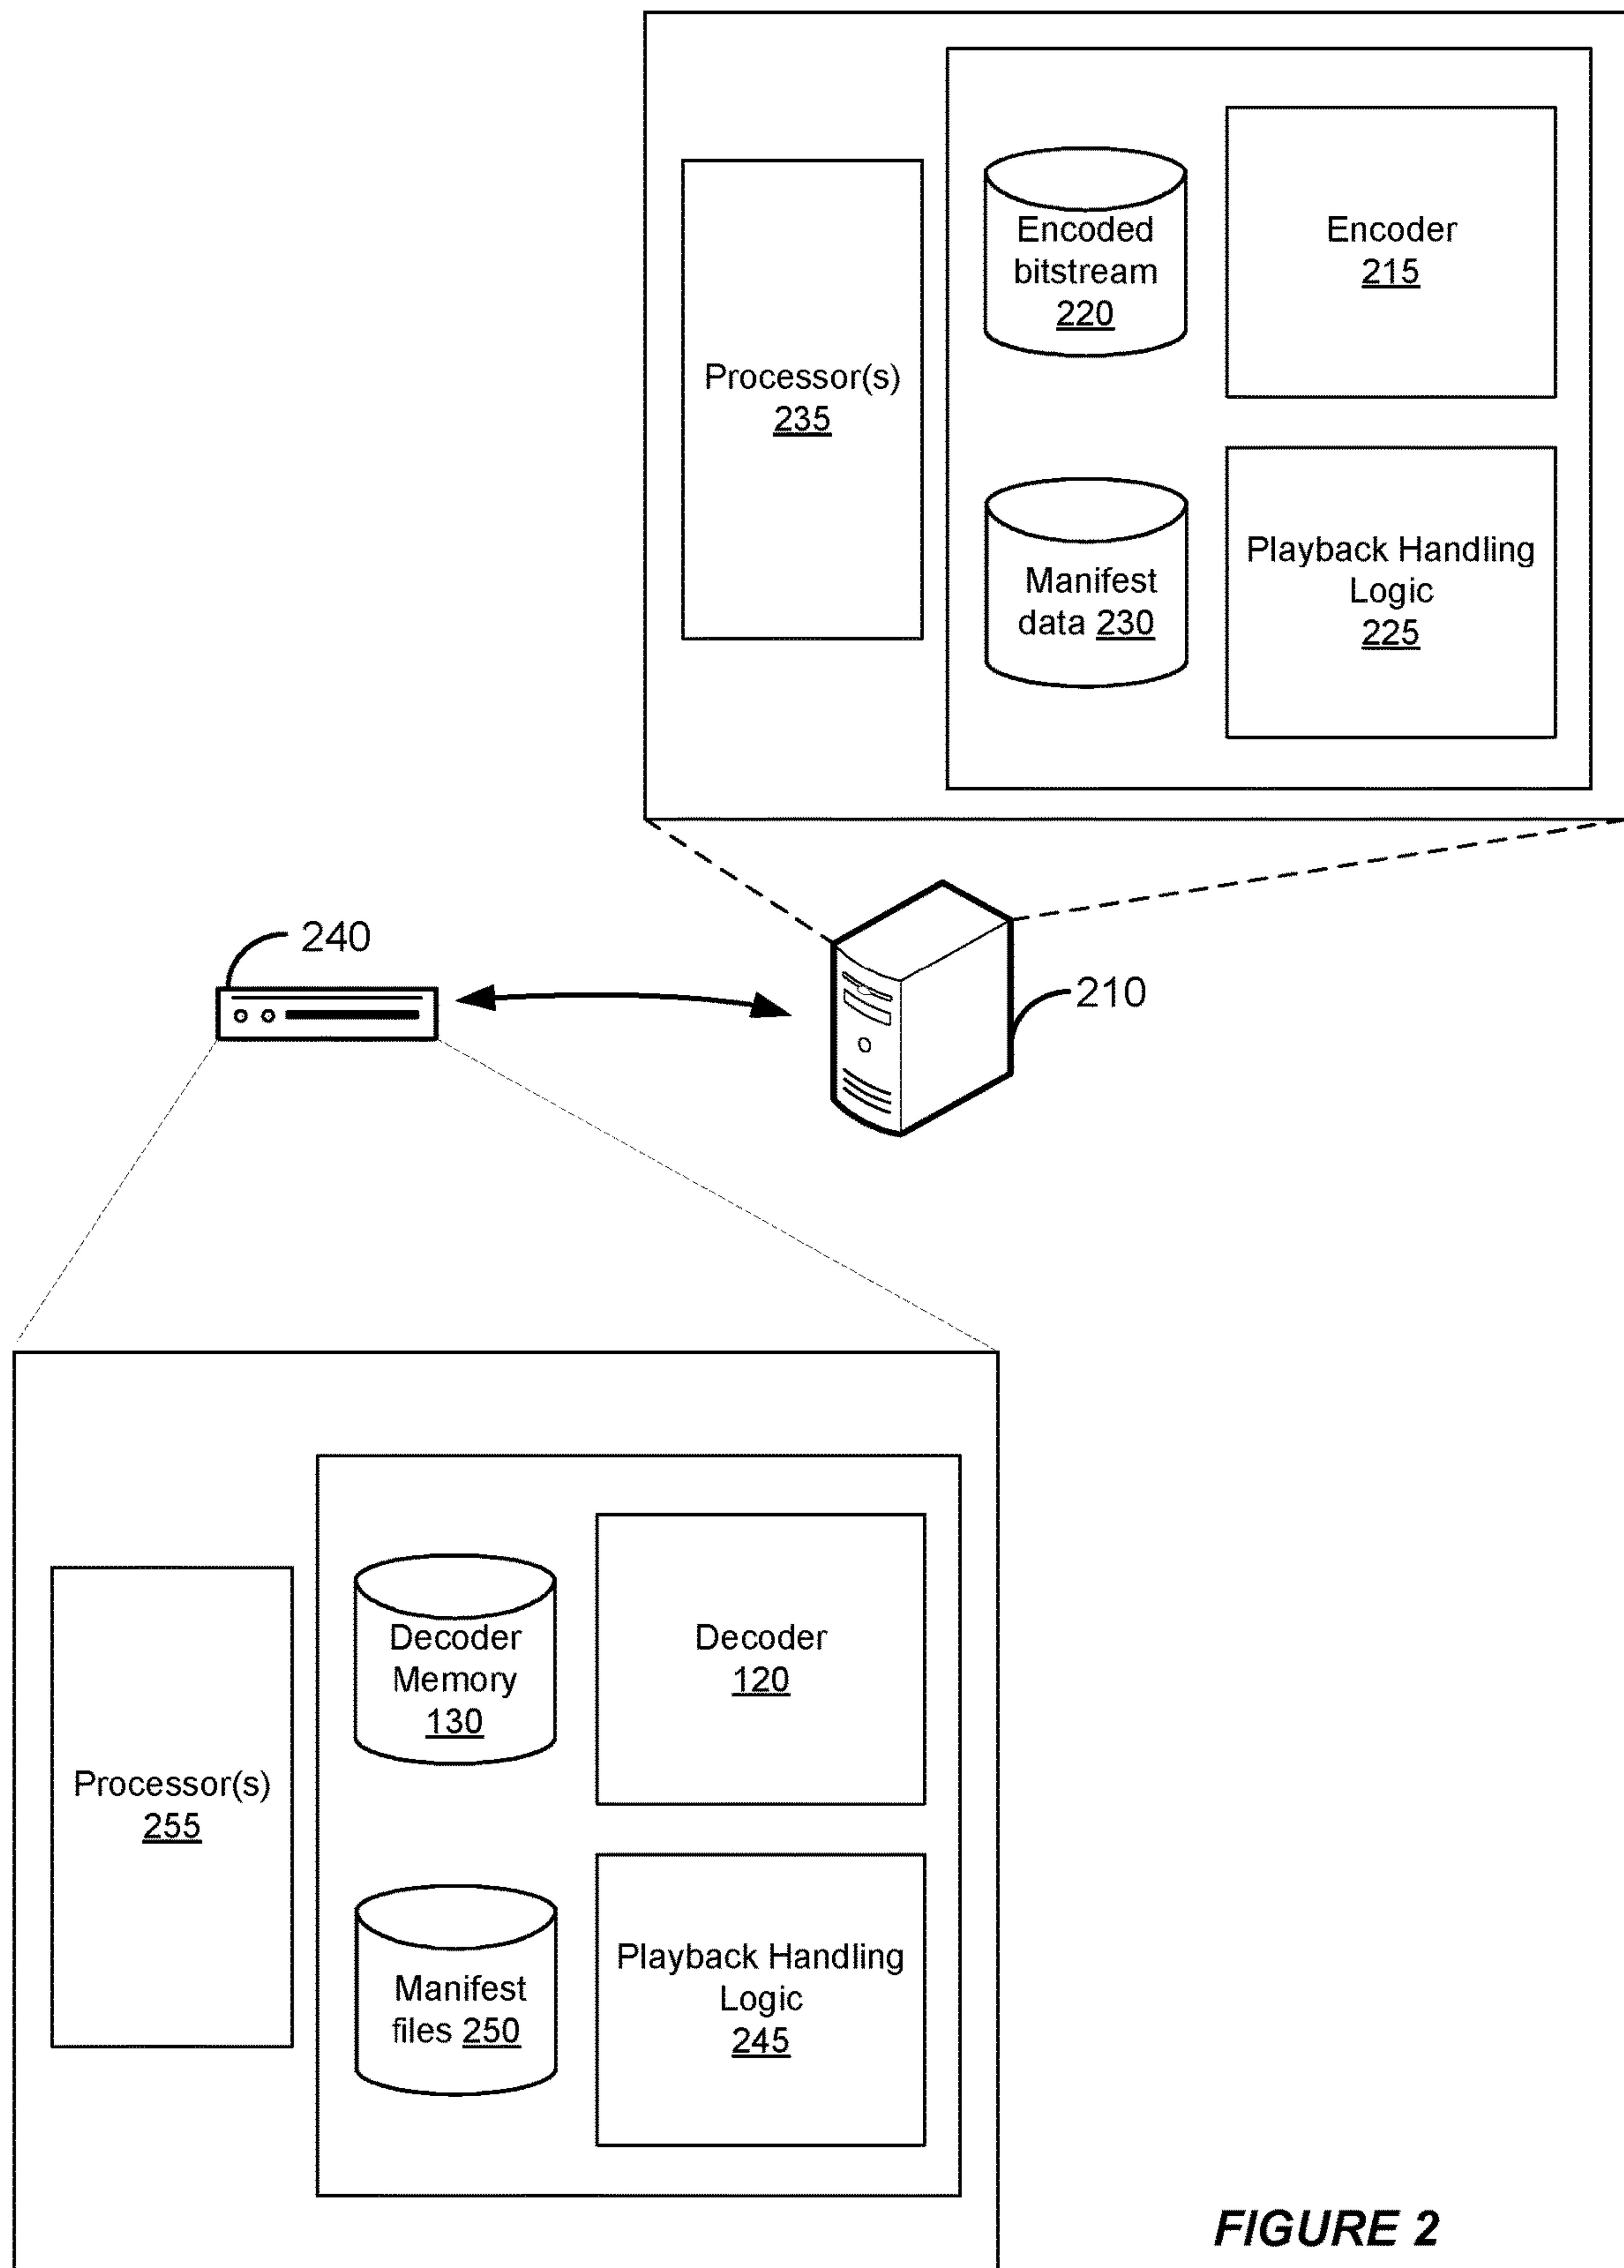 Encoded
bitstream
220
Encoder
215
Processor(s)
235
Manifest
data 230
Playback Handling
Logic
225
240
210
Decoder
Memory
130
Decoder
120
Processor(s)
255
Manifest
files 250
Playback Handling
Logic
245
FIGURE 2